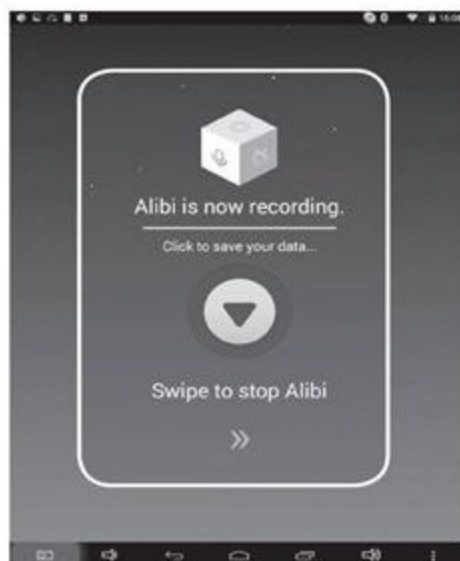 Alibi is now recording.
Click to save your data...
Swipe to stop Alibi